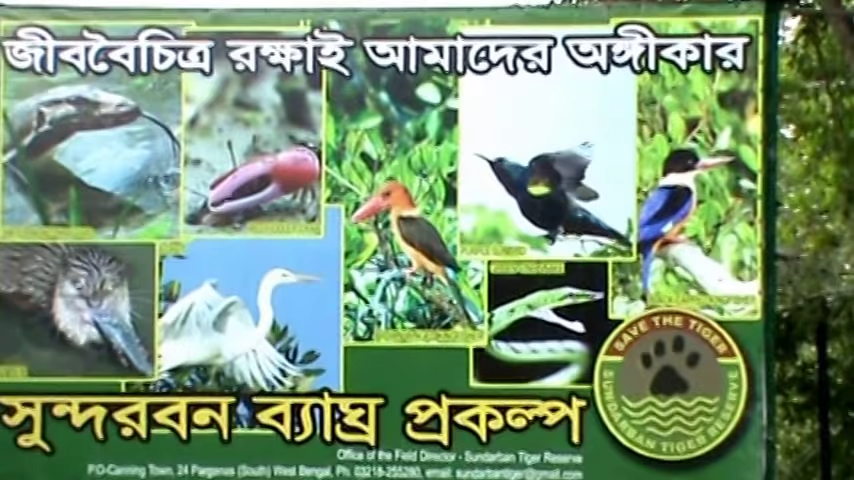 জীববৈচিত্র রক্ষাই আমাদের অঙ্গীকার
সুন্দরবন ব্যাঘ্র প্রকল্প
SAVE THE TIGER
SUNDARBAN TIGER RESERVE
Office of the Field Director - Sundarban Tiger Reserve
P.O-Canning Town, 24 Parganas (South) West Bengal, Ph: 03218-255280, email: sundarbantiger@gmail.com